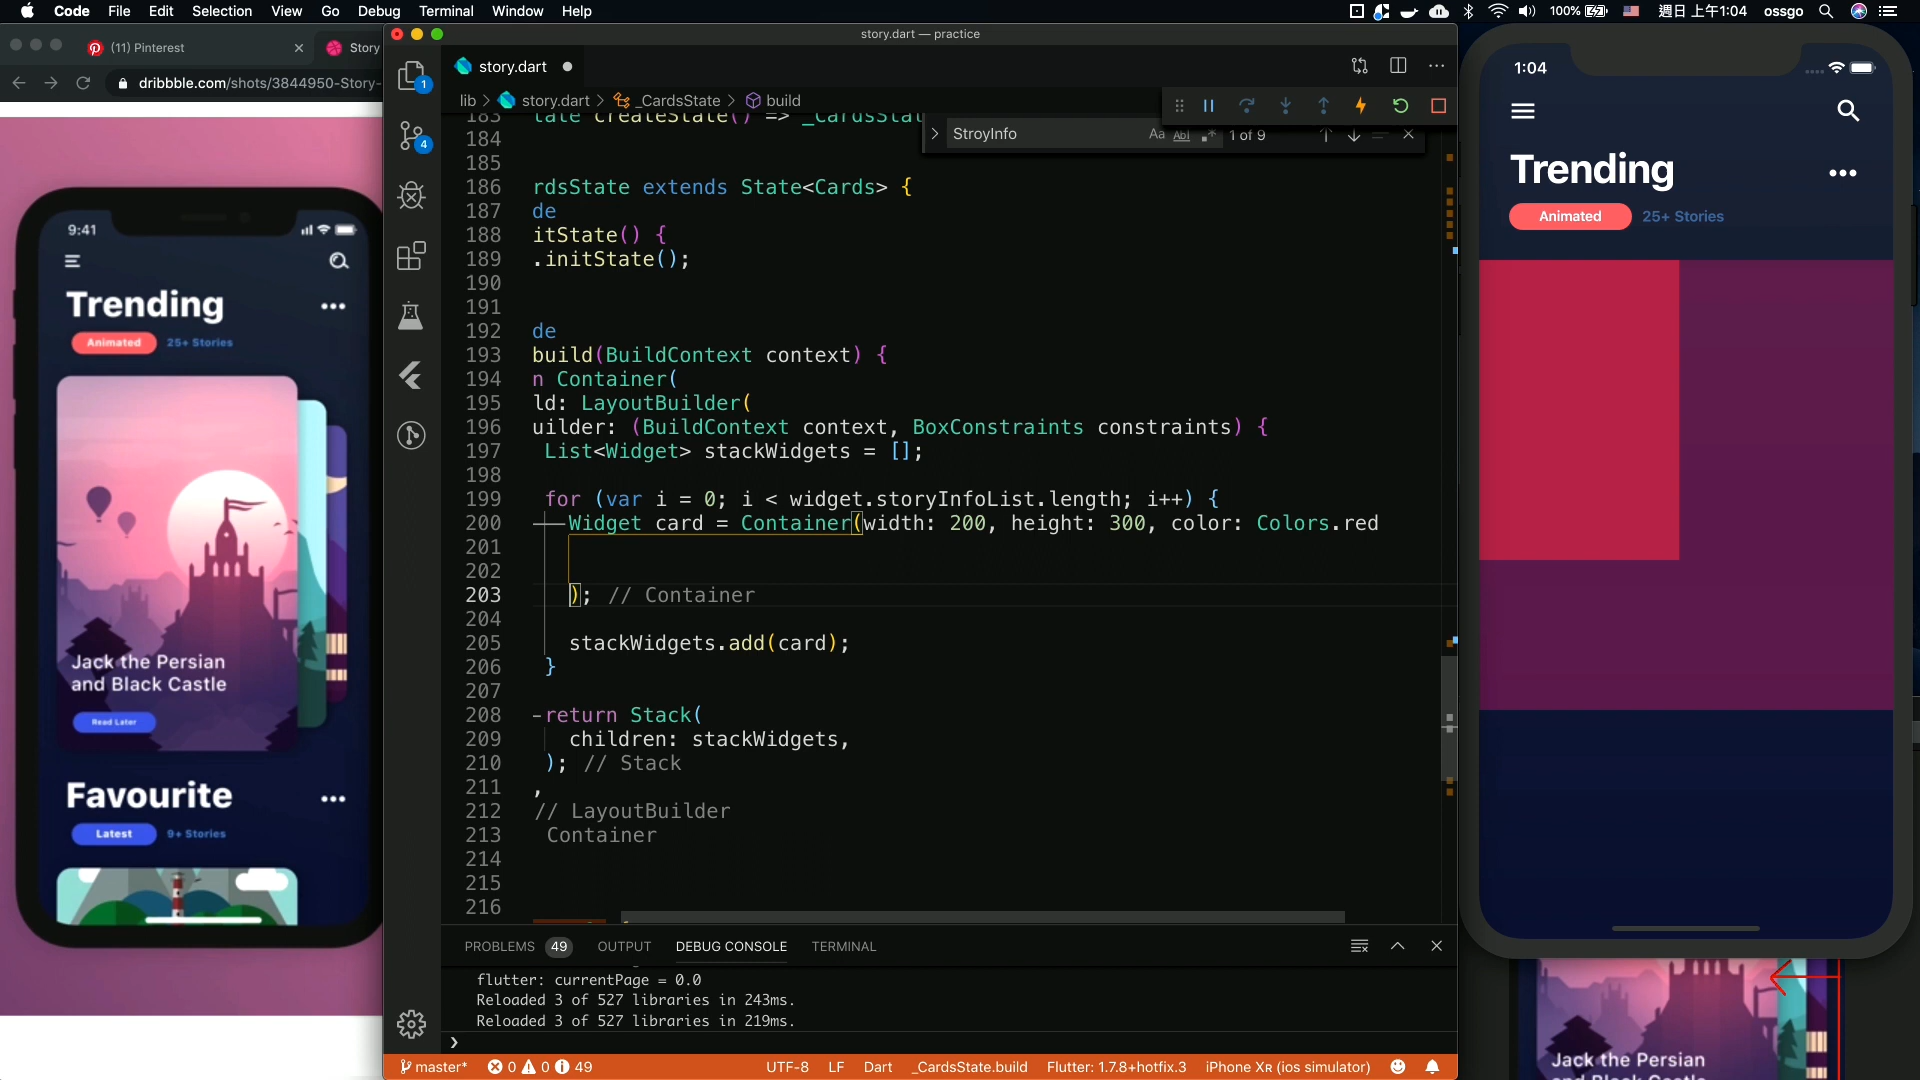 Code File Edit Selection View Go Debug Terminal Window Help
100% 週日 上午1:04 ossgo
(11) Pinterest
Story
dribbble.com/shots/3844950-Story-
9:41
Trending
Animated 25+ Stories
Jack the Persian
and Black Castle
Read Later
Favourite
Latest 9+ Stories
story.dart — practice
1
4
story.dart
lib > story.dart > _CardsState > build
StroyInfo Aa Abl .* 1 of 9
183 tate createState() => _CardsStat
184
185
186 rdsState extends State<Cards> {
187 de
188 itState() {
189 .initState();
190
191
192 de
193 build(BuildContext context) {
194 n Container(
195 ld: LayoutBuilder(
196 uilder: (BuildContext context, BoxConstraints constraints) {
197 List<Widget> stackWidgets = [];
198
199 for (var i = 0; i < widget.storyInfoList.length; i++) {
200 Widget card = Container(width: 200, height: 300, color: Colors.red
201
202
203 ); // Container
204
205 stackWidgets.add(card);
206 }
207
208 return Stack(
209 children: stackWidgets,
210 ); // Stack
211 ,
212 // LayoutBuilder
213 Container
214
215
216
PROBLEMS 49 OUTPUT DEBUG CONSOLE TERMINAL
flutter: currentPage = 0.0
Reloaded 3 of 527 libraries in 243ms.
Reloaded 3 of 527 libraries in 219ms.
master* 0 0 49 UTF-8 LF Dart _CardsState.build Flutter: 1.7.8+hotfix.3 iPhone XR (ios simulator)
1:04
Trending
Animated 25+ Stories
Jack the Persian